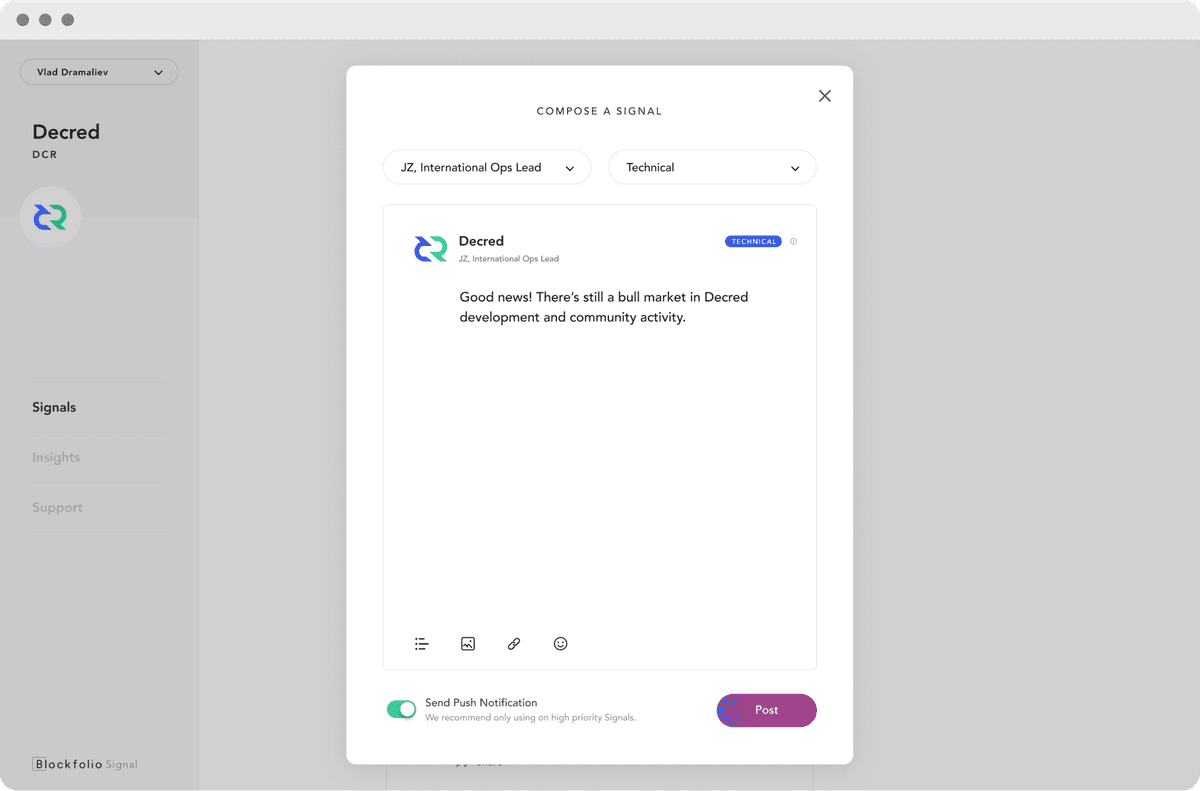 Vlad Dramaliev
Decred
DCR
Signals
Insights
Support
Blockfolio Signal
COMPOSE A SIGNAL
JZ, International Ops Lead
Technical
Decred
TECHNICAL
JZ, International Ops Lead
Good news! There’s still a bull market in Decred
development and community activity.
Send Push Notification
We recommend only using on high priority Signals.
Post